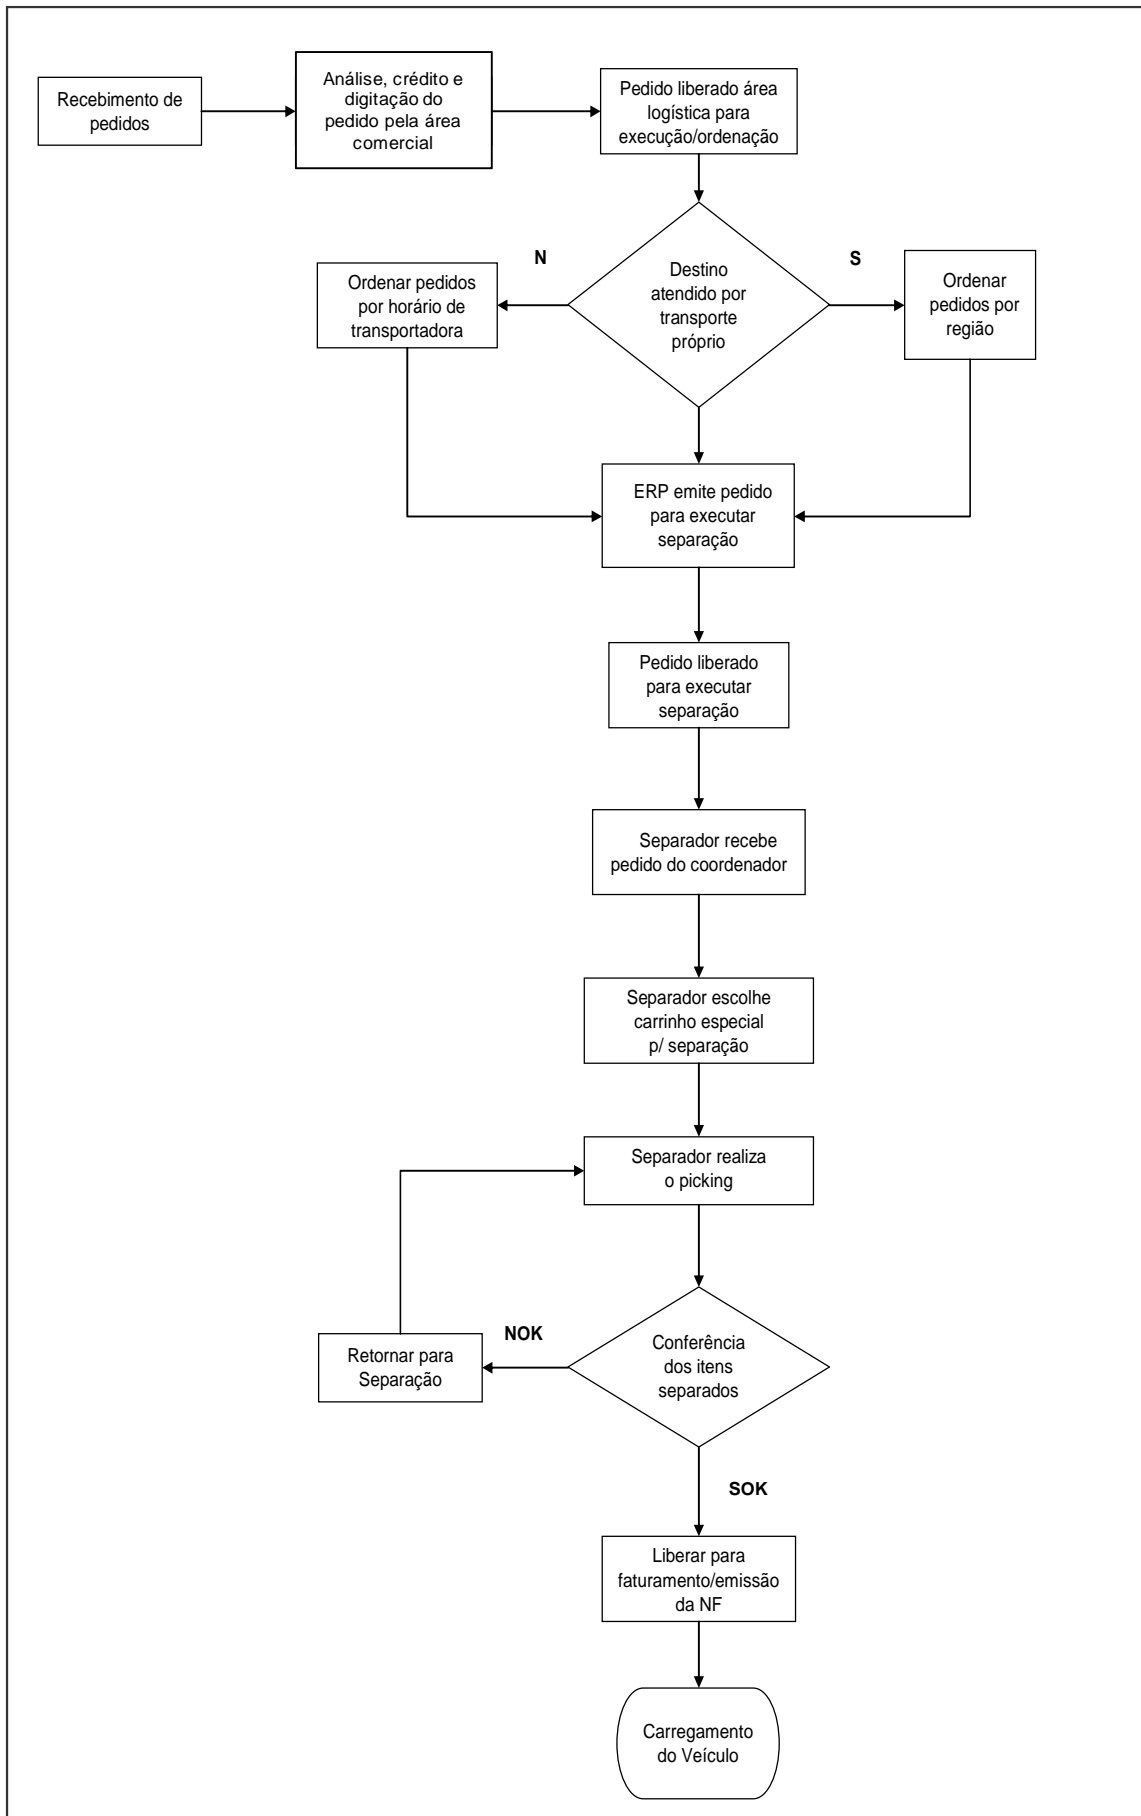 Recebimento de
pedidos
Análise, crédito e
digitação do
pedido pela área
comercial
Pedido liberado área
logística para
execução/ordenação
N
S
Ordenar pedidos
por horário de
transportadora
Destino
atendido por
transporte
próprio
Ordenar
pedidos por
região
ERP emite pedido
para executar
separação
Pedido liberado
para executar
separação
Separador recebe
pedido do coordenador
Separador escolhe
carrinho especial
p/ separação
Separador realiza
o picking
NOK
Retornar para
Separação
Conferência
dos itens
separados
SOK
Liberar para
faturamento/emissão
da NF
Carregamento
do Veículo